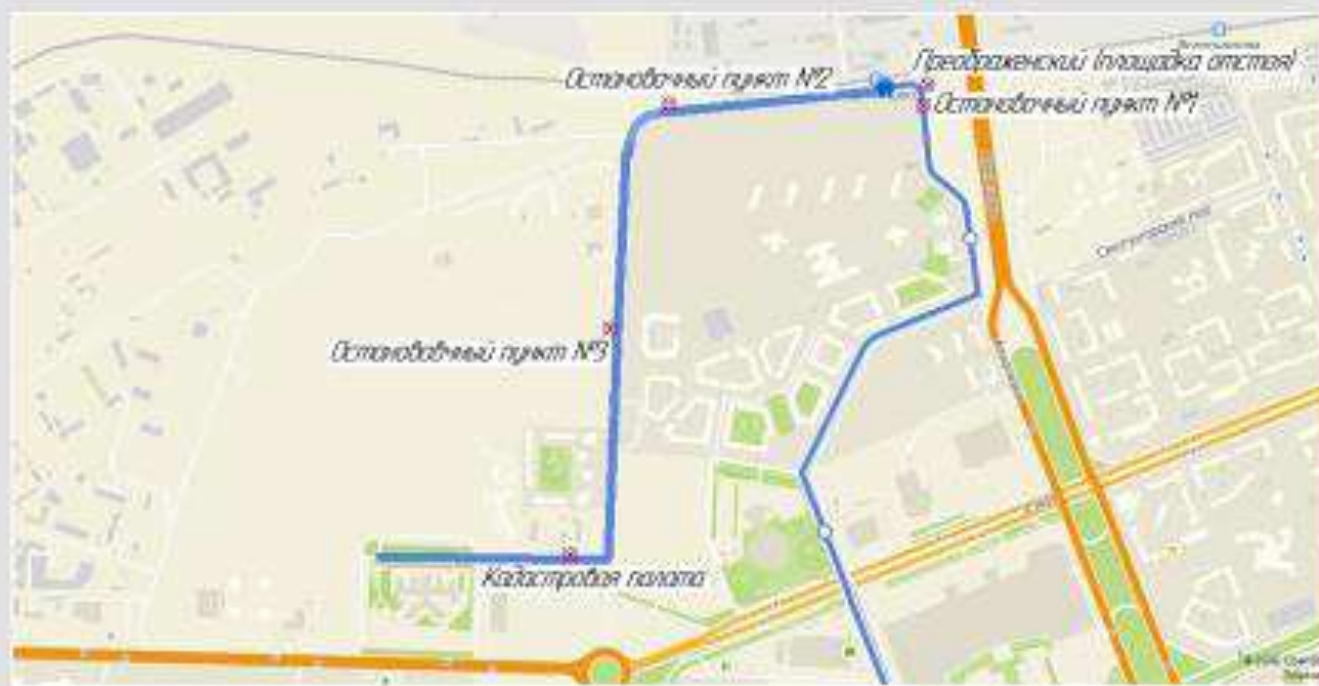 Преображенский (площадка отстоя)
Остановочный пункт №2
Остановочный пункт №1
Остановочный пункт №3
Кадастровая палата